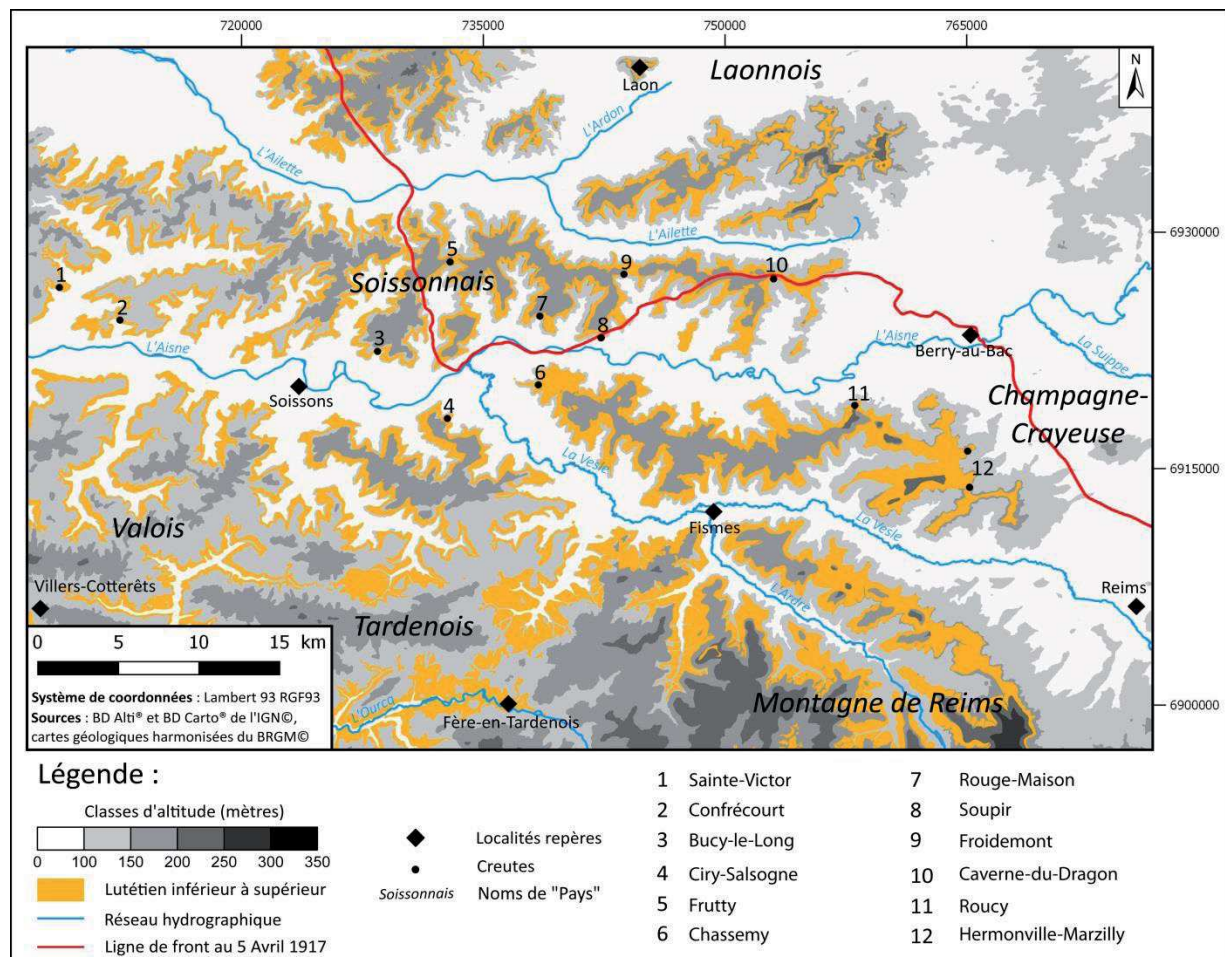 720000
735000
750000
765000
N
Laonnois
Laon
L'Ardon
L'Ailette
6930000
L'Ailette
5
9
10
1
Soissonnais
2
7
8
3
L'Aisne
L'Aisne
Berry-au-Bac
La Suippe
6
Soissons
4
11
Champagne-
Crayeuse
La Vesle
12
6915000
Fismes
La Vesle
Valois
Villers-Cotterêts
Reims
L'Ardre
Tardenois
0 5 10 15 km
Montagne de Reims
Système de coordonnées : Lambert 93 RGF93
Sources : BD Alti® et BD Carto® de l'IGN©,
cartes géologiques harmonisées du BRGM©
L'Ourcq
Fère-en-Tardenois
6900000
Légende :
Classes d'altitude (mètres)
0 100 150 200 250 300 350
Lutétien inférieur à supérieur
Réseau hydrographique
Ligne de front au 5 Avril 1917
Localités repères
Creutes
Soissonnais Noms de "Pays"
1 Sainte-Victor
2 Confrécourt
3 Bucy-le-Long
4 Ciry-Salsogne
5 Frutty
6 Chassemy
7 Rouge-Maison
8 Soupir
9 Froidemont
10 Caverne-du-Dragon
11 Roucy
12 Hermonville-Marzilly